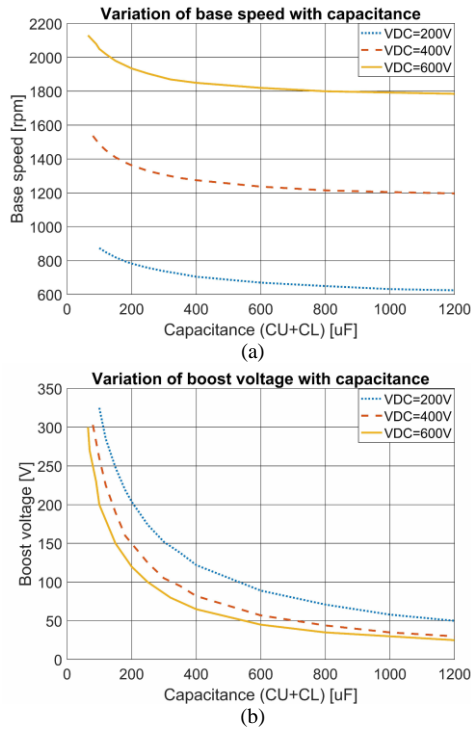 Variation of base speed with capacitance
VDC=200V
VDC=400V
VDC=600V
Base speed [rpm]
2200
2000
1800
1600
1400
1200
1000
800
600
0 200 400 600 800 1000 1200
Capacitance (CU+CL) [uF]
(a)
Variation of boost voltage with capacitance
VDC=200V
VDC=400V
VDC=600V
Boost voltage [V]
350
300
250
200
150
100
50
0
0 200 400 600 800 1000 1200
Capacitance (CU+CL) [uF]
(b)